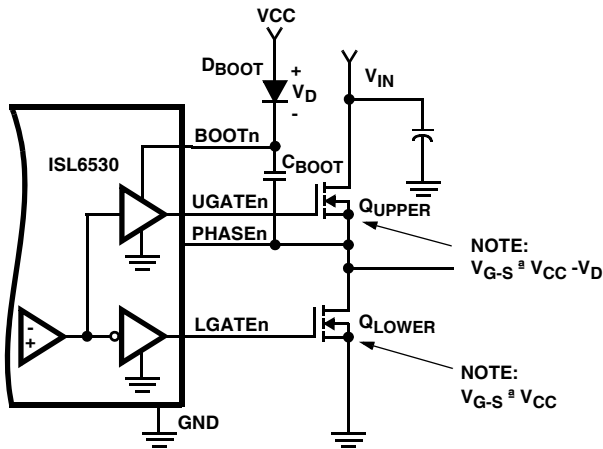 VCC
DBOOT
+
VD
-
VIN
BOOTn
ISL6530
CBOOT
UGATEn
QUPPER
PHASEn
NOTE:
VG-S ª VCC -VD
-
+
LGATEn
QLOWER
NOTE:
VG-S ª VCC
GND